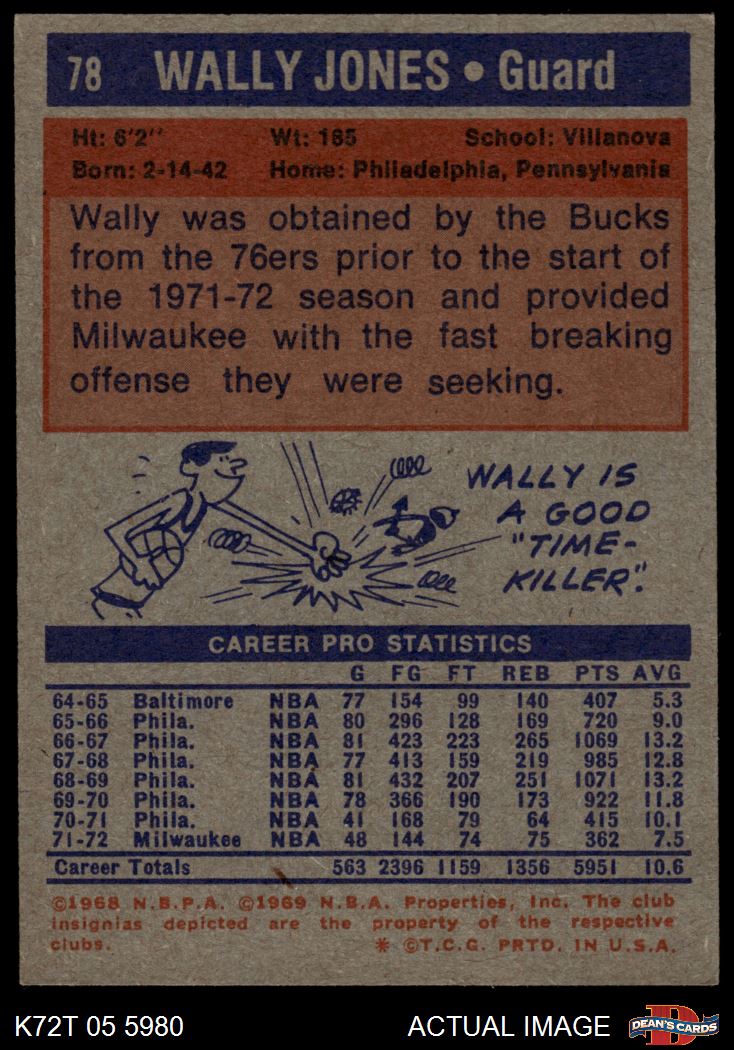 78 WALLY JONES • Guard
Ht: 6'2" Wt: 185 School: Villanova
Born: 2-14-42 Home: Philadelphia, Pennsylvania
Wally was obtained by the Bucks
from the 76ers prior to the start of
the 1971-72 season and provided
Milwaukee with the fast breaking
offense they were seeking.
WALLY IS
A GOOD
"TIME-
KILLER".
CAREER PRO STATISTICS
G FG FT REB PTS AVG
64-65 Baltimore NBA 77 154 99 140 407 5.3
65-66 Phila. NBA 80 296 128 169 720 9.0
66-67 Phila. NBA 81 423 223 265 1069 13.2
67-68 Phila. NBA 77 413 159 219 985 12.8
68-69 Phila. NBA 81 432 207 251 1071 13.2
69-70 Phila. NBA 78 366 190 173 922 11.8
70-71 Phila. NBA 41 168 79 64 415 10.1
71-72 Milwaukee NBA 48 144 74 75 362 7.5
Career Totals 563 2396 1159 1356 5951 10.6
©1968 N.B.P.A. ©1969 N.B.A. Properties, Inc. The club
insignias depicted are the property of the respective
clubs. * ©T.C.G. PRTD. IN U.S.A.
K72T 05 5980 ACTUAL IMAGE DEAN'S CARDS